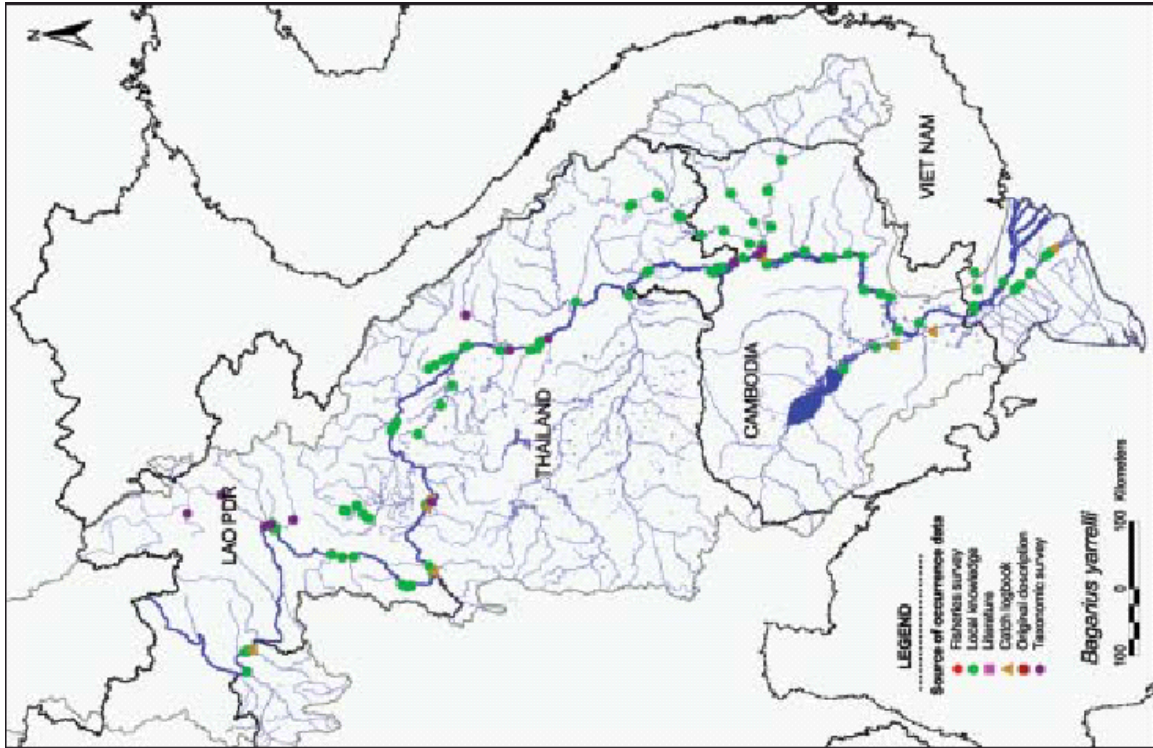 N
LAO PDR
THAILAND
CAMBODIA
VIET NAM
LEGEND
Source of occurrence data
Fisheries survey
Local knowledge
Literature
Catch logbook
Original description
Taxonomic survey
Bagarius yarrelli
100 0 100 Kilometers